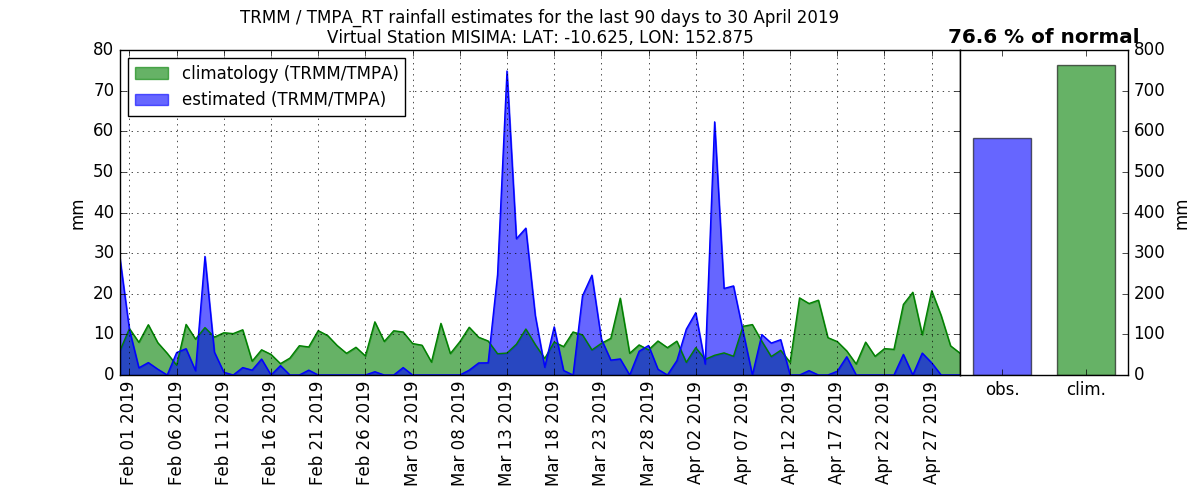 TRMM / TMPA_RT rainfall estimates for the last 90 days to 30 April 2019
Virtual Station MISIMA: LAT: -10.625, LON: 152.875
76.6 % of normal
climatology (TRMM/TMPA)
estimated (TRMM/TMPA)
80
70
60
50
40
30
20
10
0
mm
800
700
600
500
400
300
200
100
0
mm
Feb 01 2019
Feb 06 2019
Feb 11 2019
Feb 16 2019
Feb 21 2019
Feb 26 2019
Mar 03 2019
Mar 08 2019
Mar 13 2019
Mar 18 2019
Mar 23 2019
Mar 28 2019
Apr 02 2019
Apr 07 2019
Apr 12 2019
Apr 17 2019
Apr 22 2019
Apr 27 2019
obs.
clim.